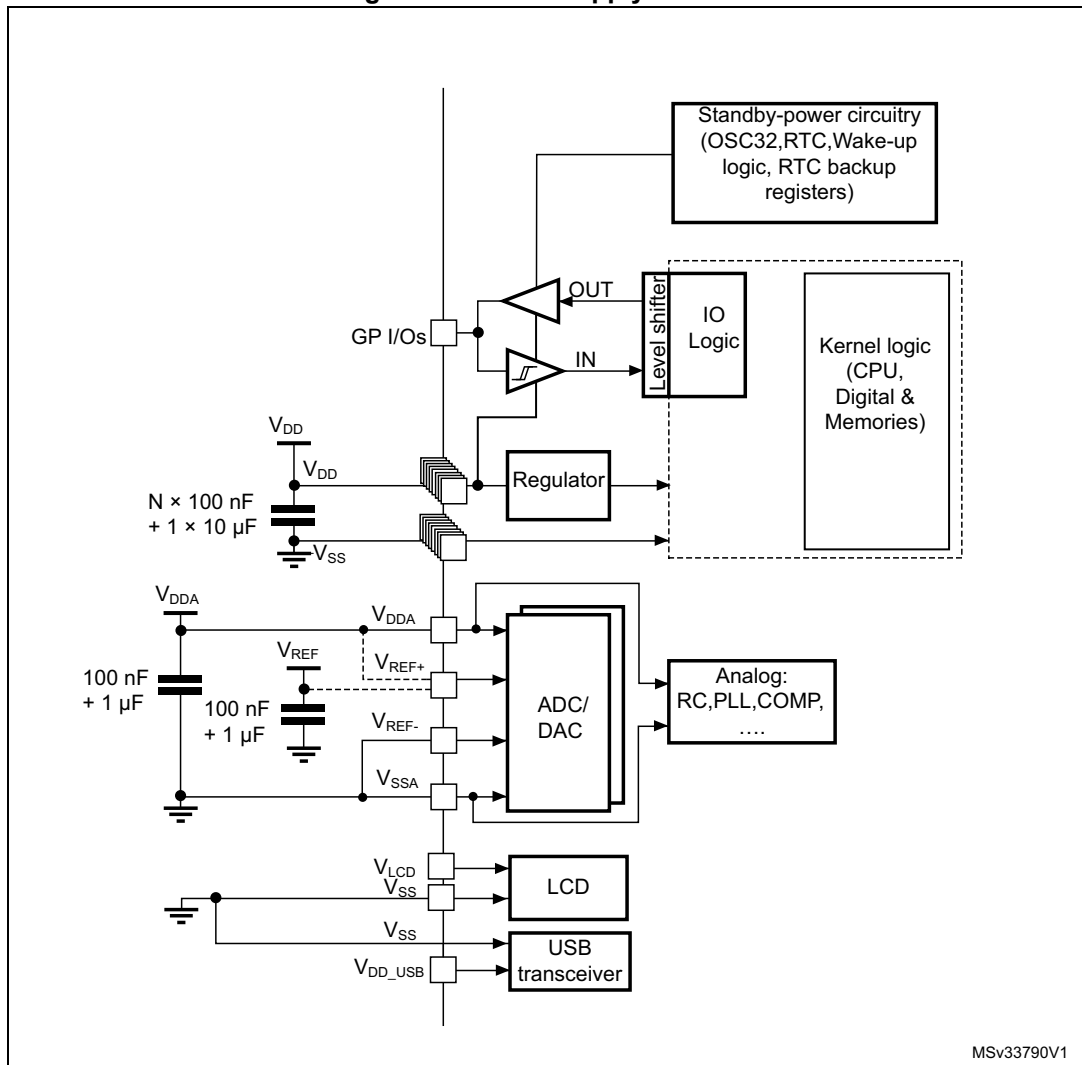 Standby-power circuitry
(OSC32,RTC,Wake-up
logic, RTC backup
registers)
OUT
Level shifter
IO
Logic
GP I/Os
IN
Kernel logic
(CPU,
Digital &
Memories)
VDD
VDD
Regulator
N × 100 nF
+ 1 × 10 µF
VSS
VDDA
VDDA
VREF
VREF+
100 nF
+ 1 µF
100 nF
+ 1 µF
ADC/
DAC
Analog:
RC,PLL,COMP,
....
VREF-
VSSA
VLCD
VSS
LCD
VSS
USB
transceiver
VDD_USB
MSv33790V1